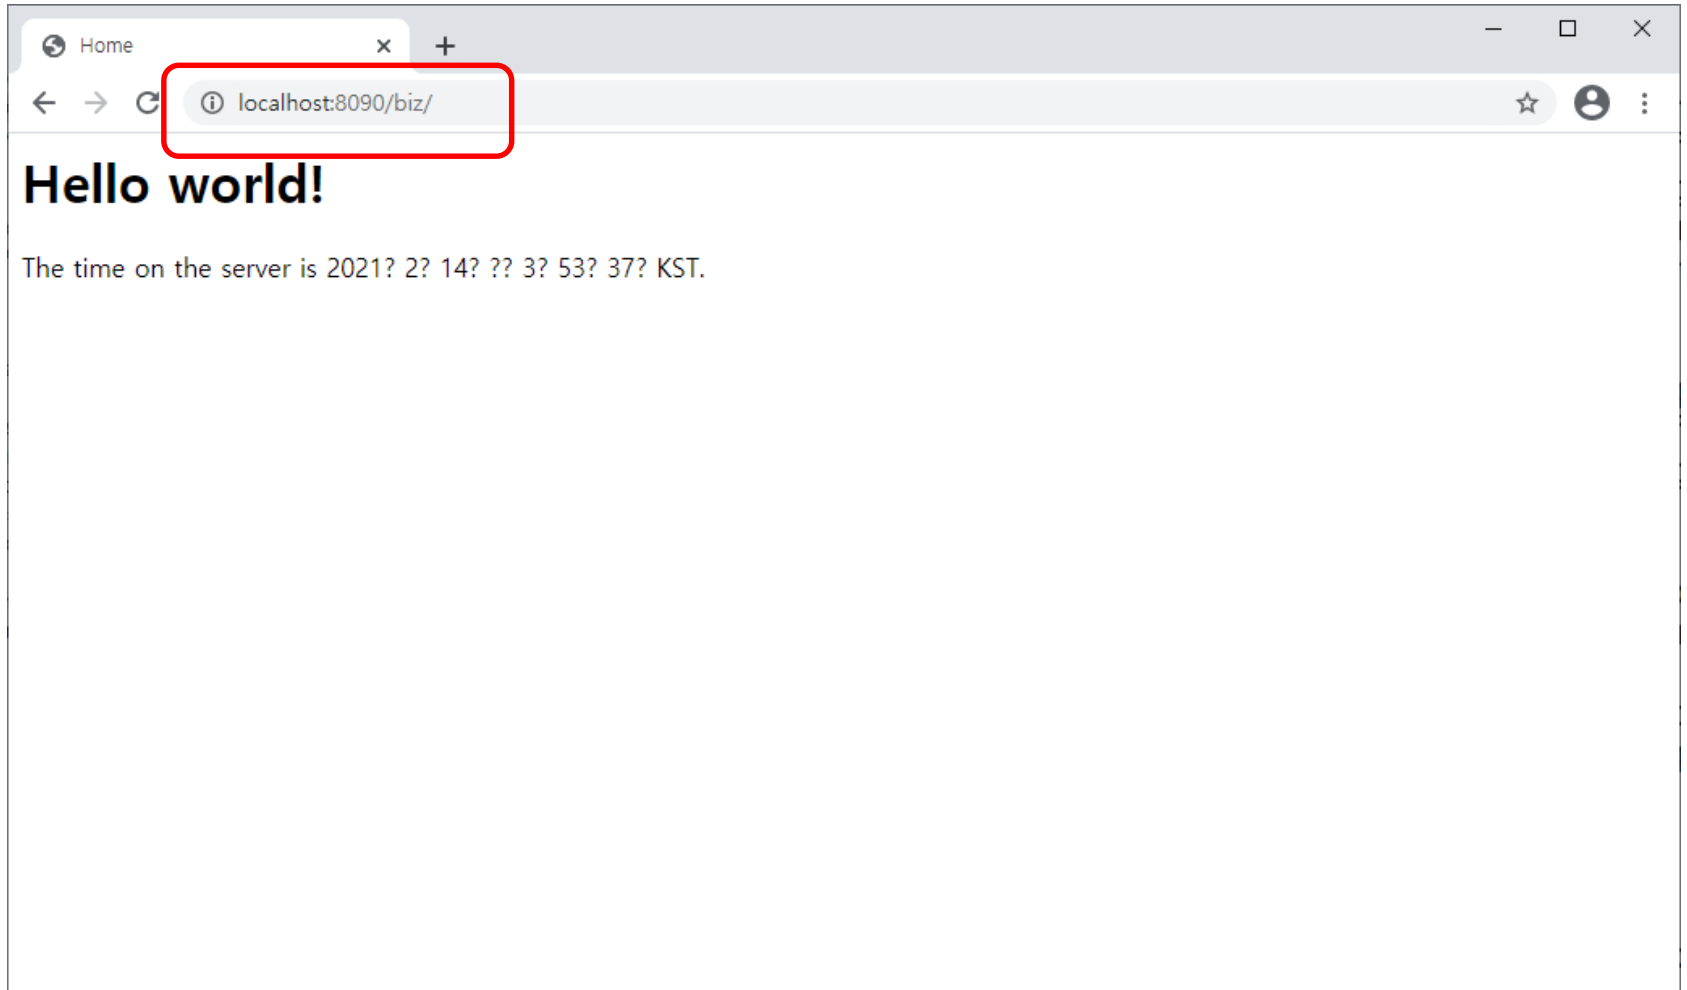 Home
localhost:8090/biz/
Hello world!
The time on the server is 2021? 2? 14? ?? 3? 53? 37? KST.